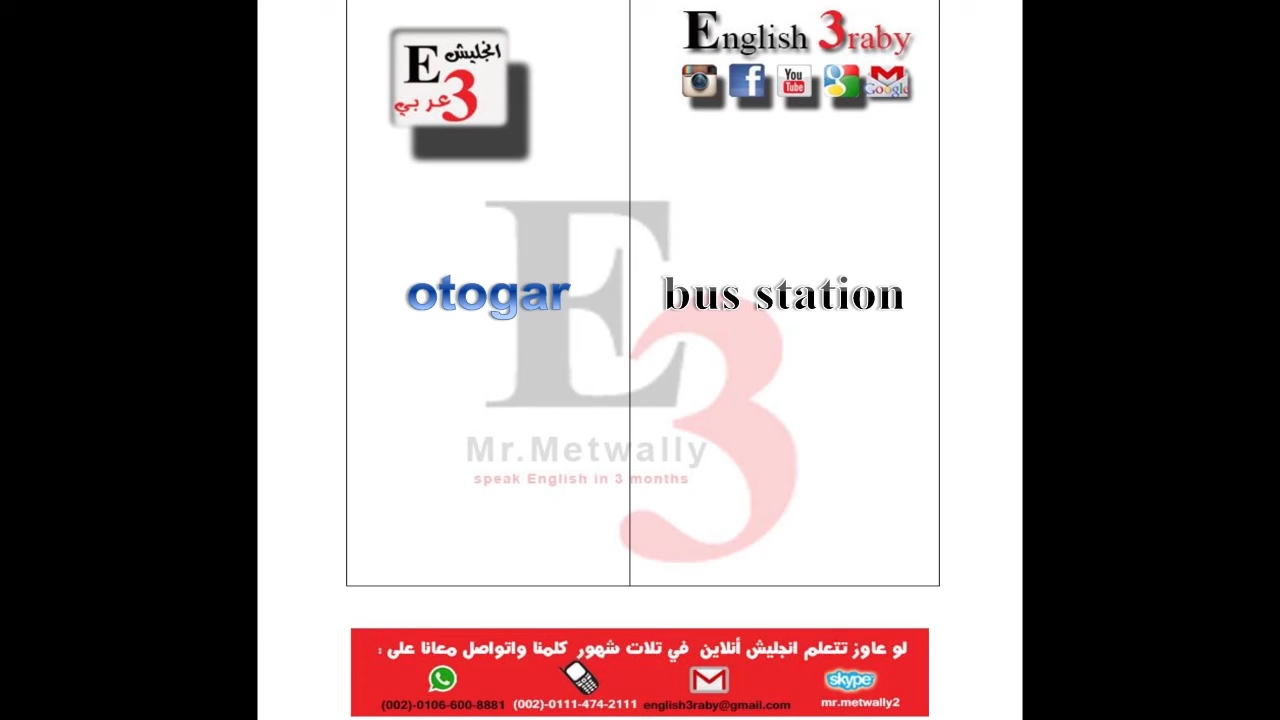 انجليش
E
3 عربي
English 3raby
You Tube
Google
otogar
bus station
E3
Mr.Metwally
speak English in 3 months
لو عاوز تتعلم انجليش أنلاين في تلات شهور كلمنا واتواصل معانا على :
skype
(002)-0106-600-8881 (002)-0111-474-2111 english3raby@gmail.com mr.metwally2